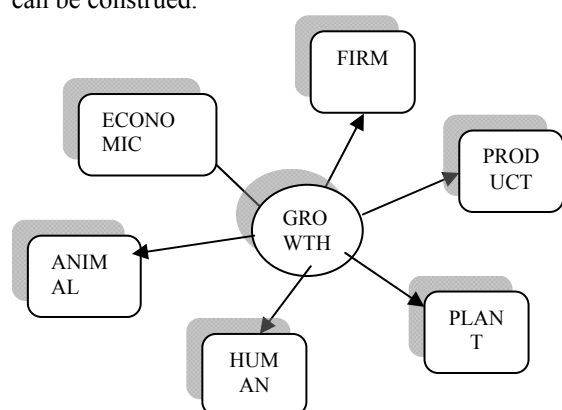 can be construed.
FIRM
ECONO
MIC
PROD
UCT
GRO
WTH
ANIM
AL
PLAN
T
HUM
AN